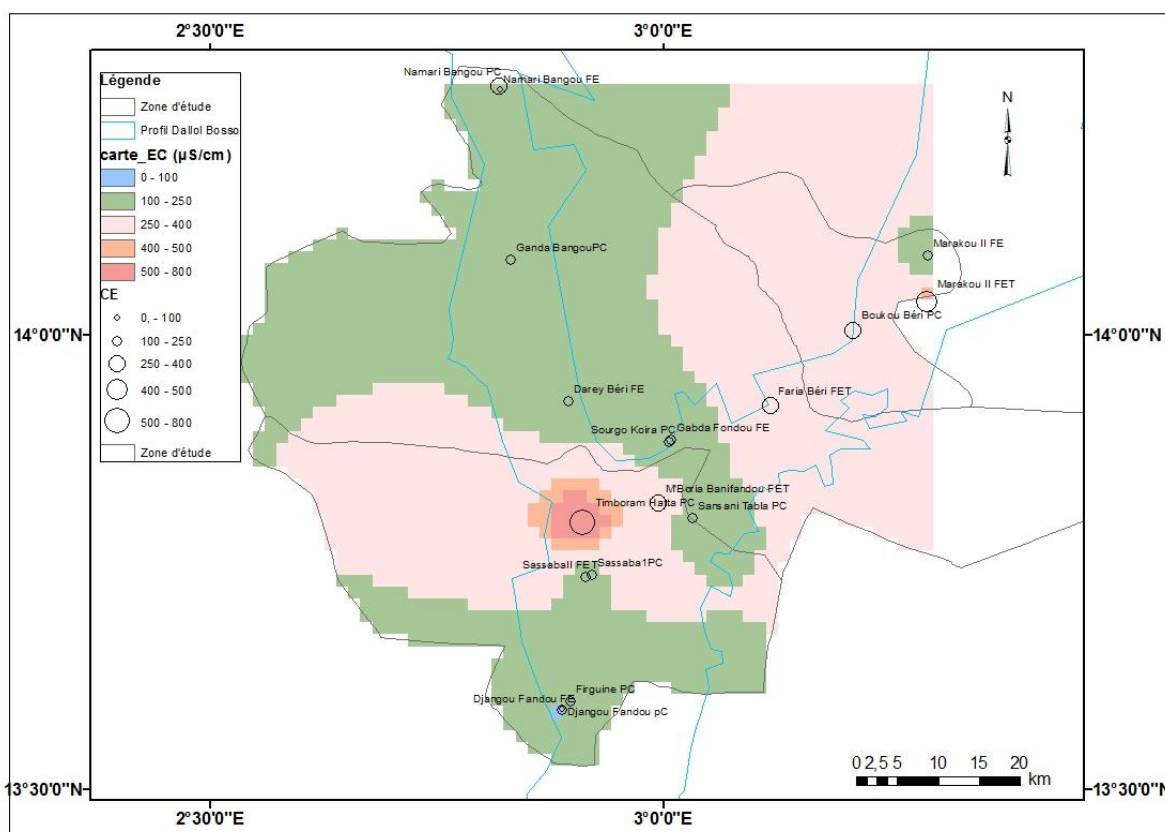 2°30'0"E
3°0'0"E
Légende
Zone d'étude
Profil Dallol Bosso
carte_EC (µS/cm)
0 - 100
100 - 250
250 - 400
400 - 500
500 - 800
CE
0, - 100
100 - 250
250 - 400
400 - 500
500 - 800
Zone d'étude
Namari Bangou PC
Namari Bangou FE
N
Ganda BangouPC
Marakou II FE
Marakou II FET
Boukou Béri PC
14°0'0"N
14°0'0"N
Darey Béri FE
Faria Béri FET
Sourgo Koira PC
Gabda Fondou FE
M'Boria Banifandou FET
Timboram Hatta PC
Sansani Tabla PC
SassabaII FET
Sassaba1PC
Firguine PC
Djangou Fandou FE
Djangou Fandou pC
0 2,5 5 10 15 20
km
13°30'0"N
13°30'0"N
2°30'0"E
3°0'0"E